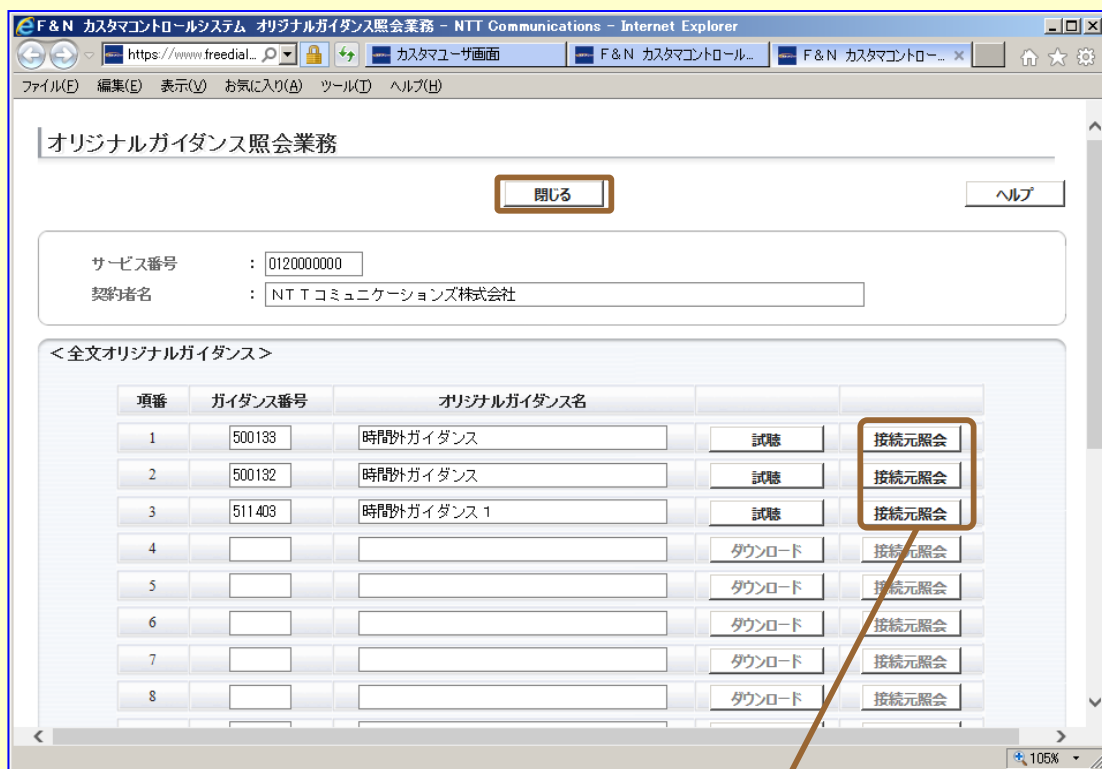 F＆N カスタマコントロールシステム オリジナルガイダンス照会業務 - NTT Communications - Internet Explorer
https://www.freedial... カスタマユーザ画面 F＆N カスタマコントロール... F＆N カスタマコントロー... ×
ファイル(F) 編集(E) 表示(V) お気に入り(A) ツール(T) ヘルプ(H)
オリジナルガイダンス照会業務
閉じる ヘルプ
サービス番号 : 0120000000
契約者名 : ＮＴＴコミュニケーションズ株式会社
＜全文オリジナルガイダンス＞
項番 ガイダンス番号 オリジナルガイダンス名
1 500133 時間外ガイダンス 試聴 接続元照会
2 500132 時間外ガイダンス 試聴 接続元照会
3 511403 時間外ガイダンス１ 試聴 接続元照会
4 ダウンロード 接続元照会
5 ダウンロード 接続元照会
6 ダウンロード 接続元照会
7 ダウンロード 接続元照会
8 ダウンロード 接続元照会
105%